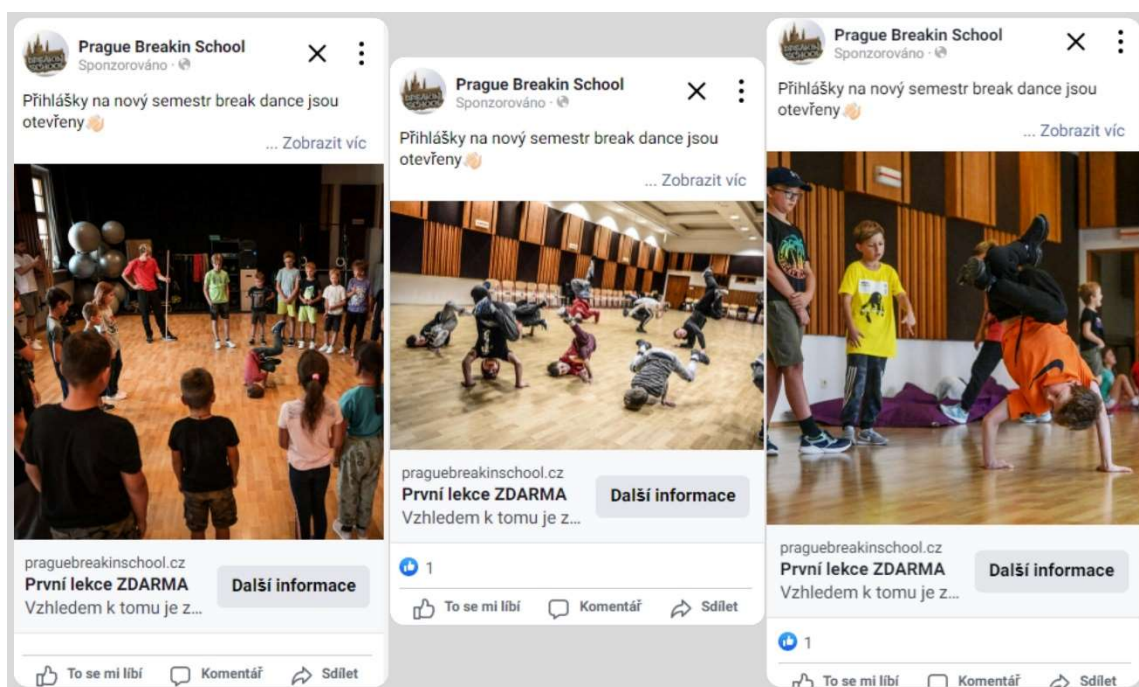 Prague Breakin School
Sponzorováno ·
Přihlášky na nový semestr break dance jsou
otevřeny👏🏻
... Zobrazit víc
praguebreakinschool.cz
První lekce ZDARMA
Vzhledem k tomu je z...
Další informace
To se mi líbí
Komentář
Sdílet
Prague Breakin School
Sponzorováno ·
Přihlášky na nový semestr break dance jsou
otevřeny👏🏻
... Zobrazit víc
praguebreakinschool.cz
První lekce ZDARMA
Vzhledem k tomu je z...
Další informace
1
To se mi líbí
Komentář
Sdílet
Prague Breakin School
Sponzorováno ·
Přihlášky na nový semestr break dance jsou
otevřeny👏🏻
... Zobrazit víc
praguebreakinschool.cz
První lekce ZDARMA
Vzhledem k tomu je z...
Další informace
1
To se mi líbí
Komentář
Sdílet